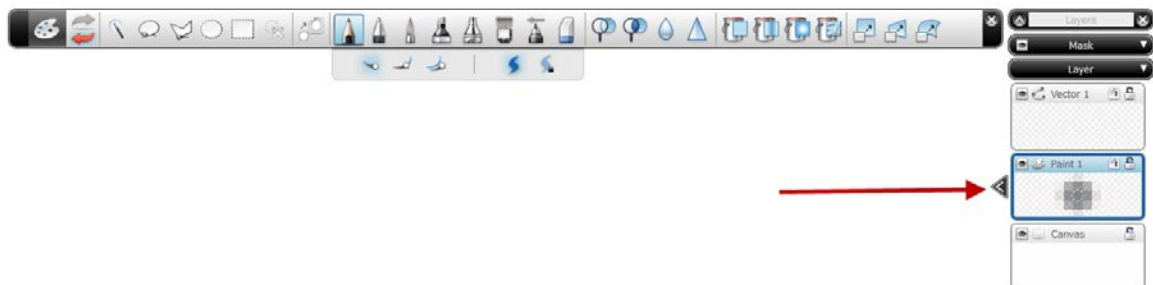 Layers
Mask
Layer
Vector 1
Paint 1
Canvas